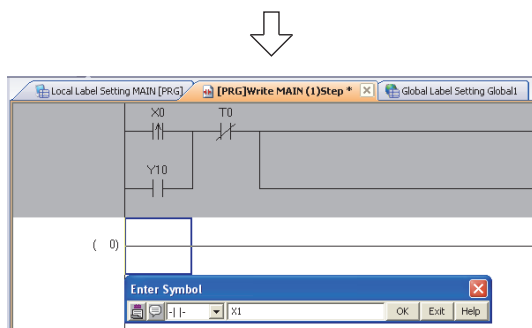 Local Label Setting MAIN [PRG] [PRG]Write MAIN (1)Step * Global Label Setting Global1
X0 T0
Y10
( 0)
Enter Symbol
-| |- X1 OK Exit Help